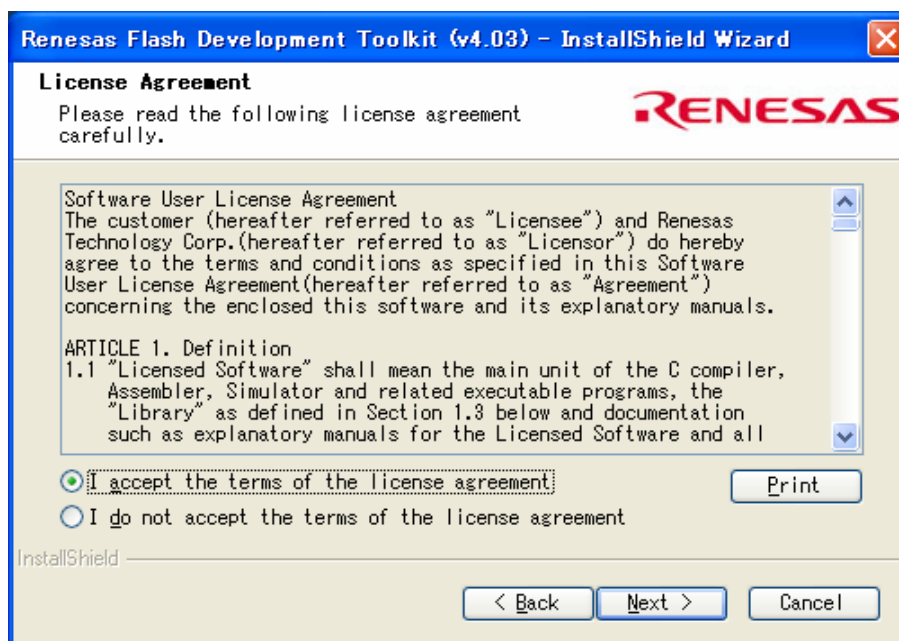 Renesas Flash Development Toolkit (v4.03) - InstallShield Wizard
License Agreement
Please read the following license agreement
carefully.
RENESAS
Software User License Agreement
The customer (hereafter referred to as "Licensee") and Renesas
Technology Corp.(hereafter referred to as "Licensor") do hereby
agree to the terms and conditions as specified in this Software
User License Agreement(hereafter referred to as "Agreement")
concerning the enclosed this software and its explanatory manuals.
ARTICLE 1. Definition
1.1 "Licensed Software" shall mean the main unit of the C compiler,
Assembler, Simulator and related executable programs, the
"Library" as defined in Section 1.3 below and documentation
such as explanatory manuals for the Licensed Software and all
I accept the terms of the license agreement
Print
I do not accept the terms of the license agreement
InstallShield
< Back
Next >
Cancel